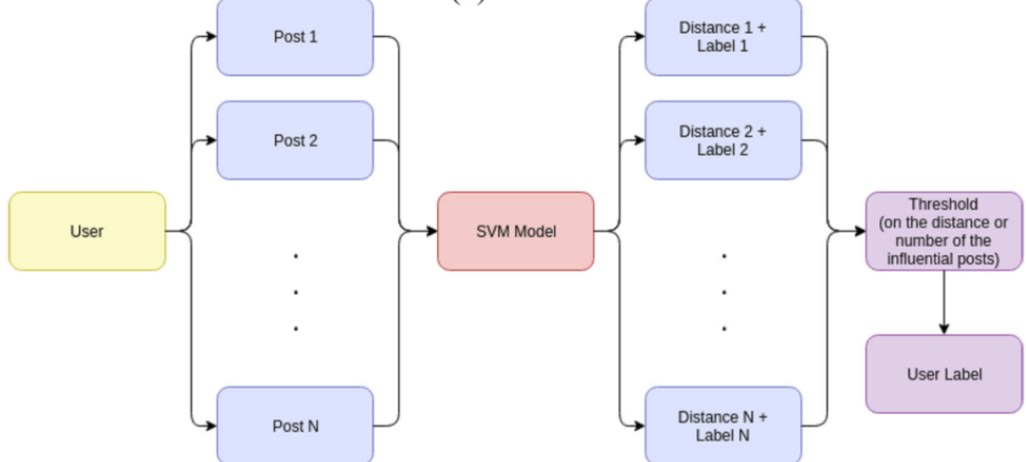 Post 1
Distance 1 +
Label 1
Post 2
Distance 2 +
Label 2
User
SVM Model
Threshold
(on the distance or
number of the
influential posts)
.
.
.
.
.
.
User Label
Post N
Distance N +
Label N